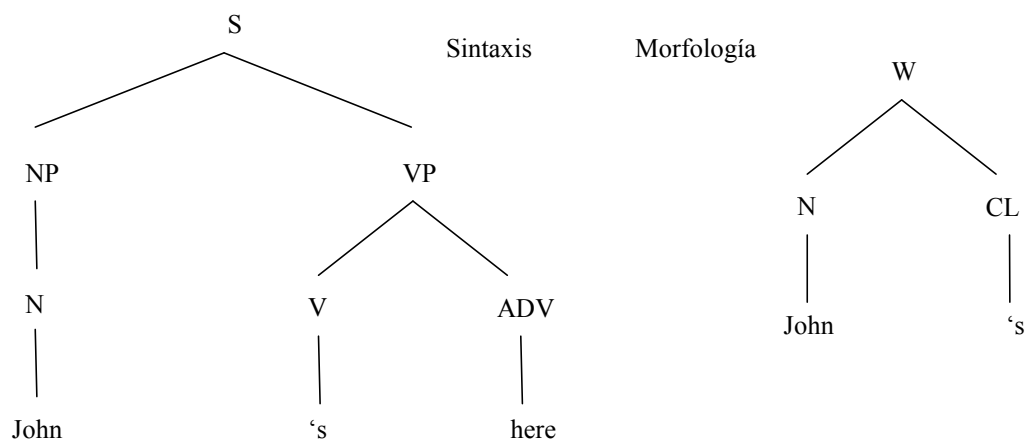 S
Sintaxis Morfología
W
NP VP
N CL
N V ADV
John ‘s
John ‘s here